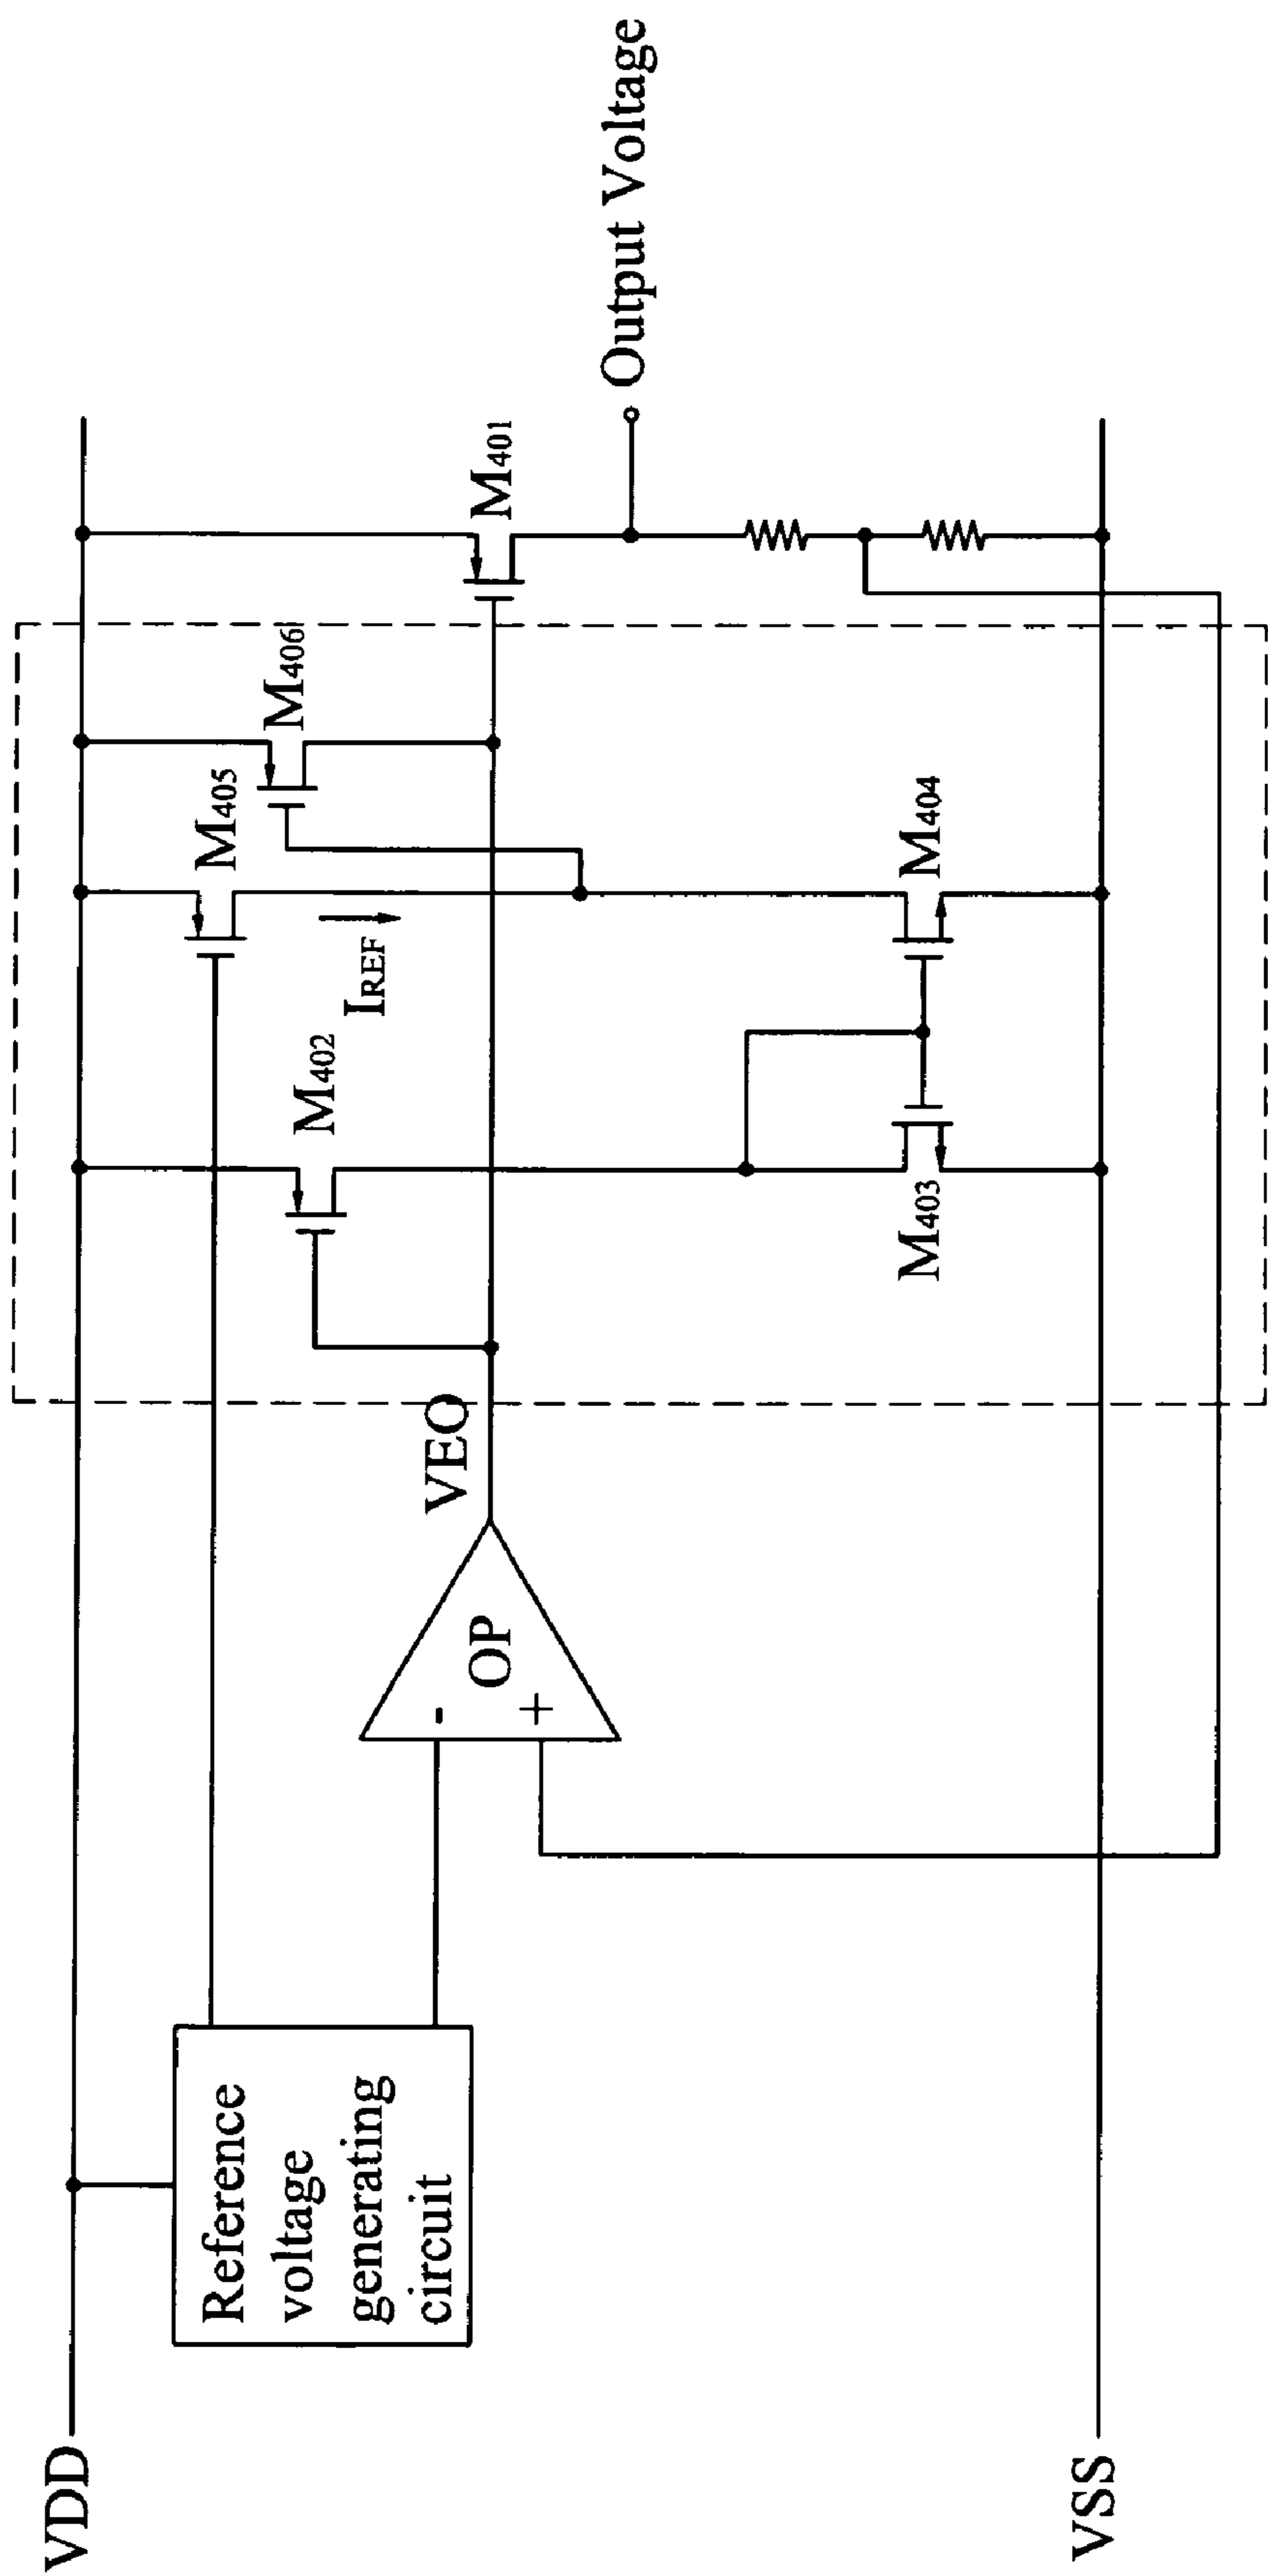 VDD
Reference
voltage
generating
circuit
OP
-
+
VEO
M402
IREF
M405
M406
M401
M403
M404
Output Voltage
VSS